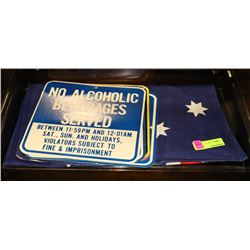 NO ALCOHOLIC
BEVERAGES
SERVED
BETWEEN 11:59PM AND 12:01AM
SAT., SUN. AND HOLIDAYS,
VIOLATORS SUBJECT TO
FINE & IMPRISONMENT